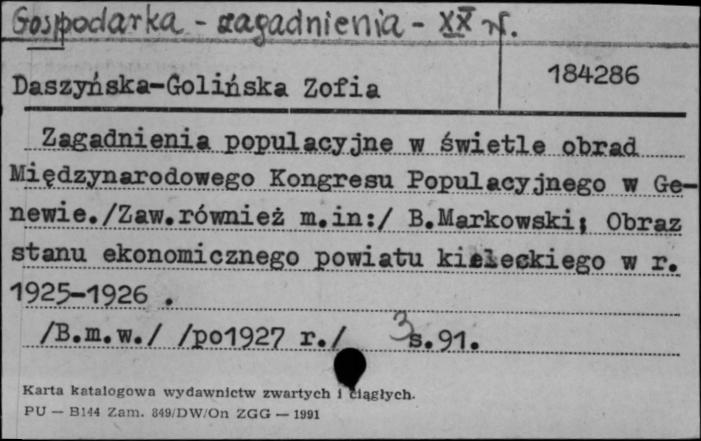 Gospodarka - zagadnienia - XX w.
184286
Daszyńska-Golińska Zofia
Zagadnienia populacyjne w świetle obrad
Międzynarodowego Kongresu Populacyjnego w Ge-
newie./Zaw.również m.in:/ B.Markowski; Obraz
stanu ekonomicznego powiatu kieleckiego w r.
1925-1926 .
/B.m.w./ /po1927 r./ 3s.91.
Karta katalogowa wydawnictw zwartych i ciągłych.
PU — B144 Zam. 849/DW/On ZGG — 1991